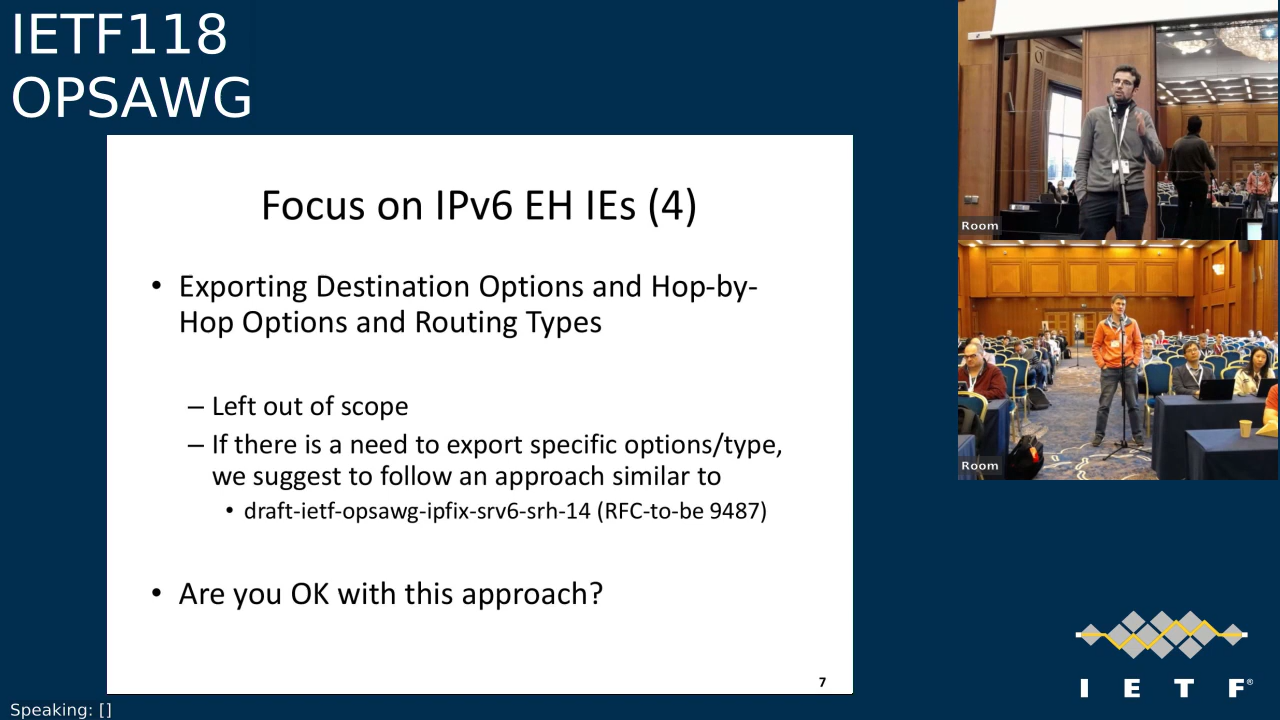 IETF118
OPSAWG
Focus on IPv6 EH IEs (4)
• Exporting Destination Options and Hop-by-
Hop Options and Routing Types
– Left out of scope
– If there is a need to export specific options/type,
we suggest to follow an approach similar to
• draft-ietf-opsawg-ipfix-srv6-srh-14 (RFC-to-be 9487)
• Are you OK with this approach?
7
Room
Room
I E T F®
Speaking: []